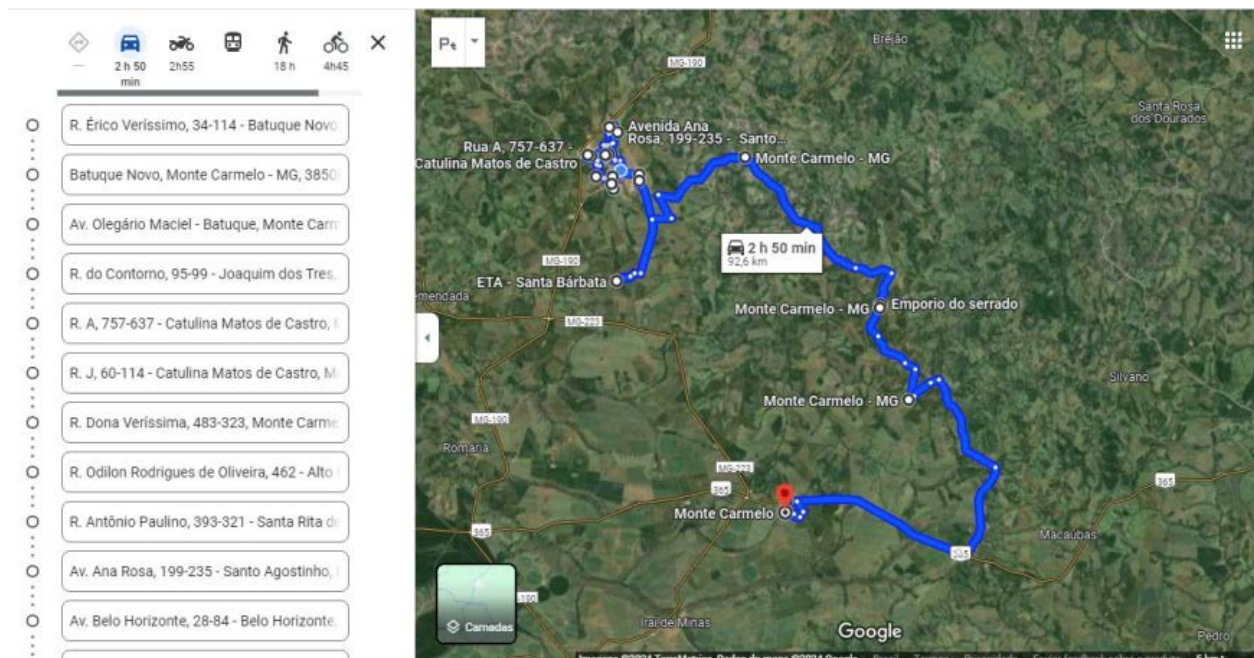 2 h 50
min
2h55
18 h
4h45
R. Érico Veríssimo, 34-114 - Batuque Novo,
Batuque Novo, Monte Carmelo - MG, 3850
Av. Olegário Maciel - Batuque, Monte Carm
R. do Contorno, 95-99 - Joaquim dos Tres,
R. A, 757-637 - Catulina Matos de Castro,
R. J, 60-114 - Catulina Matos de Castro, M
R. Dona Veríssima, 483-323, Monte Carme
R. Odilon Rodrigues de Oliveira, 462 - Alto
R. Antônio Paulino, 393-321 - Santa Rita de
Av. Ana Rosa, 199-235 - Santo Agostinho,
Av. Belo Horizonte, 28-84 - Belo Horizonte,
Brejão
MG-190
Santa Rosa
dos Dourados
Avenida Ana
Rosa, 199-235 - Santo...
Rua A, 757-637 -
Catulina Matos de Castro
Monte Carmelo - MG
2 h 50 min
92,6 km
MG-190
ETA - Santa Bárbata
emendada
MG-223
Monte Carmelo - MG
Emporio do serrado
Silvano
Monte Carmelo - MG
MG-190
Romaria
MG-223
365
365
Monte Carmelo
365
Macaubas
-190
Camadas
Iraí de Minas
Google
Pedro